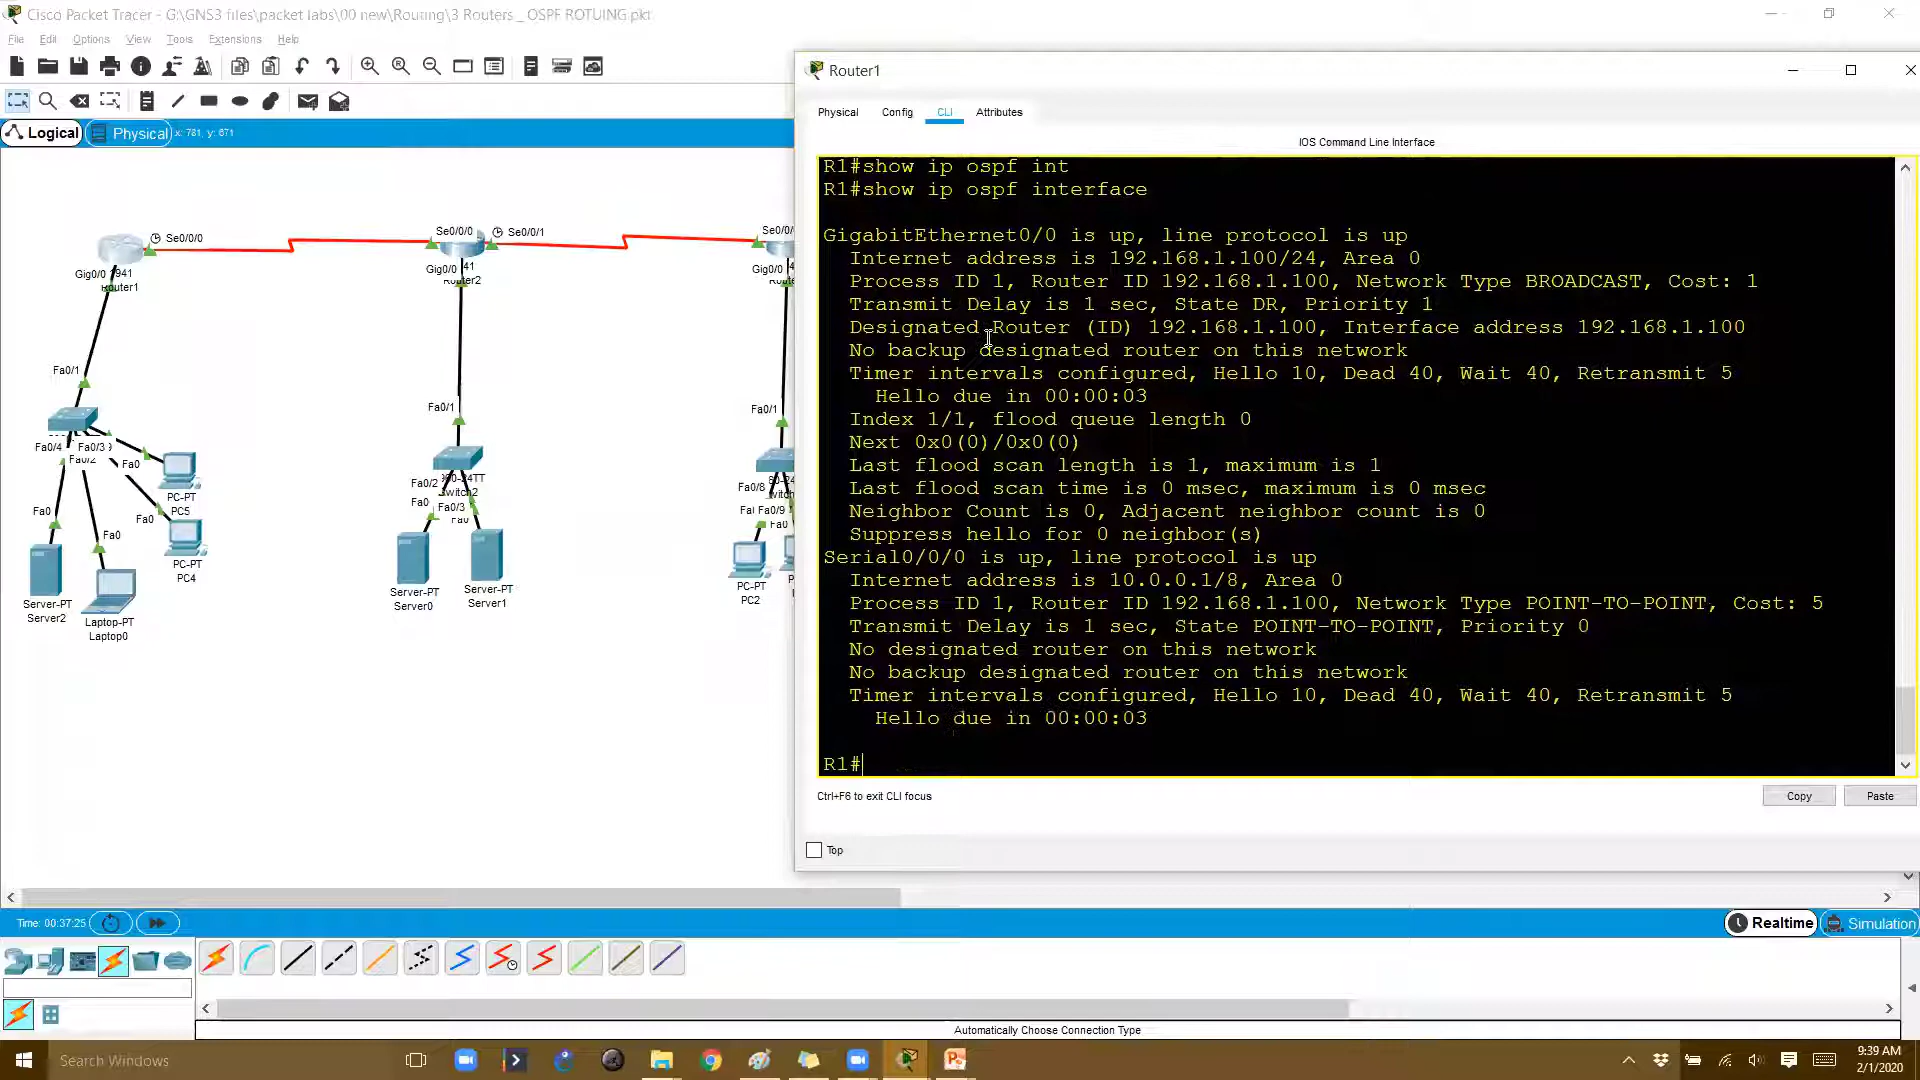 Cisco Packet Tracer - G:\GNS3 files\packet labs\00 new\Routing\3 Routers _ OSPF ROTUING.pkt
File Edit Options View Tools Extensions Help
Logical
Physical
x: 781, y: 671
Router1
Physical Config CLI Attributes
IOS Command Line Interface
R1#show ip ospf int
R1#show ip ospf interface
GigabitEthernet0/0 is up, line protocol is up
Internet address is 192.168.1.100/24, Area 0
Process ID 1, Router ID 192.168.1.100, Network Type BROADCAST, Cost: 1
Transmit Delay is 1 sec, State DR, Priority 1
Designated Router (ID) 192.168.1.100, Interface address 192.168.1.100
No backup designated router on this network
Timer intervals configured, Hello 10, Dead 40, Wait 40, Retransmit 5
Hello due in 00:00:03
Index 1/1, flood queue length 0
Next 0x0(0)/0x0(0)
Last flood scan length is 1, maximum is 1
Last flood scan time is 0 msec, maximum is 0 msec
Neighbor Count is 0, Adjacent neighbor count is 0
Suppress hello for 0 neighbor(s)
Serial0/0/0 is up, line protocol is up
Internet address is 10.0.0.1/8, Area 0
Process ID 1, Router ID 192.168.1.100, Network Type POINT-TO-POINT, Cost: 5
Transmit Delay is 1 sec, State POINT-TO-POINT, Priority 0
No designated router on this network
No backup designated router on this network
Timer intervals configured, Hello 10, Dead 40, Wait 40, Retransmit 5
Hello due in 00:00:03
R1#
Ctrl+F6 to exit CLI focus
Copy
Paste
Top
Se0/0/0
Gig0/0
Router1
Se0/0/0
Se0/0/1
Gig0/0 41
Router2
Se0/0/
Gig0/0
Fa0/1
Fa0/1
Fa0/1
Fa0/4
Fa0/3
Fa0/2
Fa0
PC-PT
PC5
Fa0
Fa0
Fa0
PC-PT
PC4
Server-PT
Server2
Laptop-PT
Laptop0
Fa0/2
Fa0
Fa0/3
Fa0
Server-PT
Server0
Server-PT
Server1
Fa0/8
Fa0/9
Fa0
PC-PT
PC2
Time: 00:37:25
Realtime
Simulation
Automatically Choose Connection Type
Search Windows
9:39 AM
2/1/2020